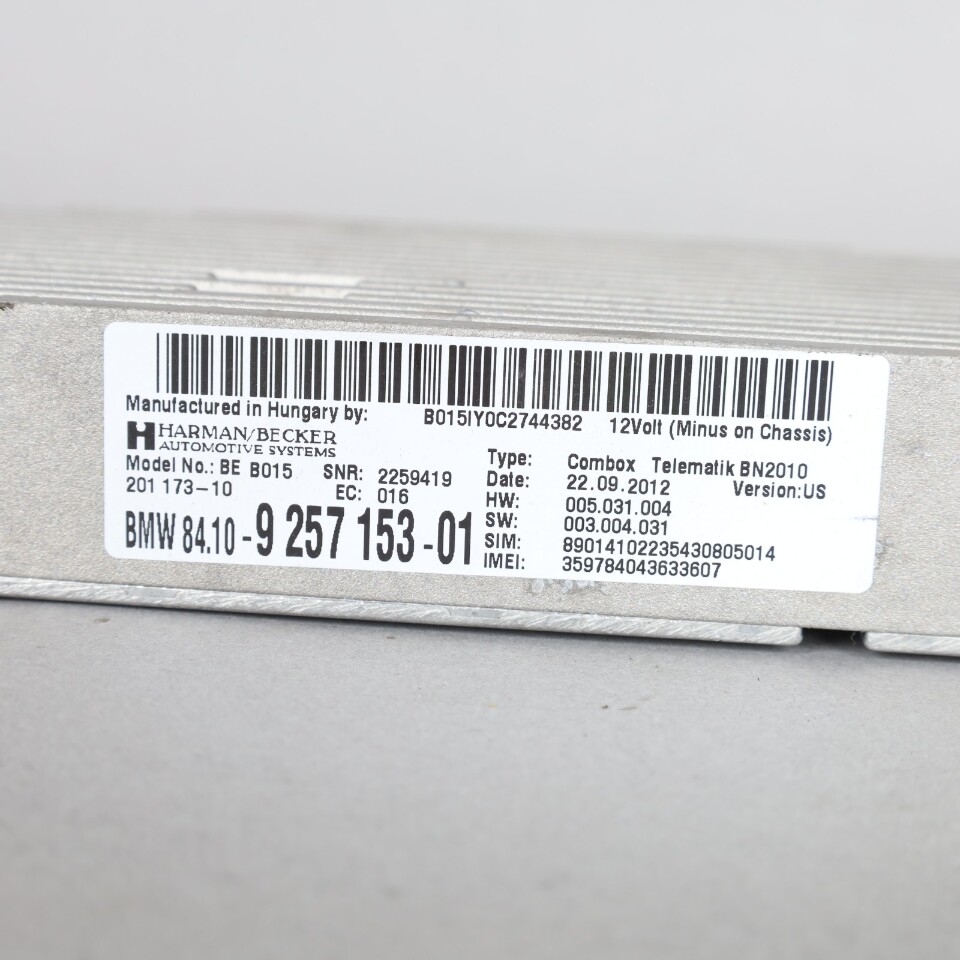 Manufactured in Hungary by: B015IY0C2744382 12Volt (Minus on Chassis)
HARMAN/BECKER
AUTOMOTIVE SYSTEMS
Model No.: BE B015 SNR: 2259419
201 173-10 EC: 016
BMW 84.10-9 257 153-01
Type: Combox Telematik BN2010
Date: 22.09.2012 Version:US
HW: 005.031.004
SW: 003.004.031
SIM: 89014102235430805014
IMEI: 359784043633607